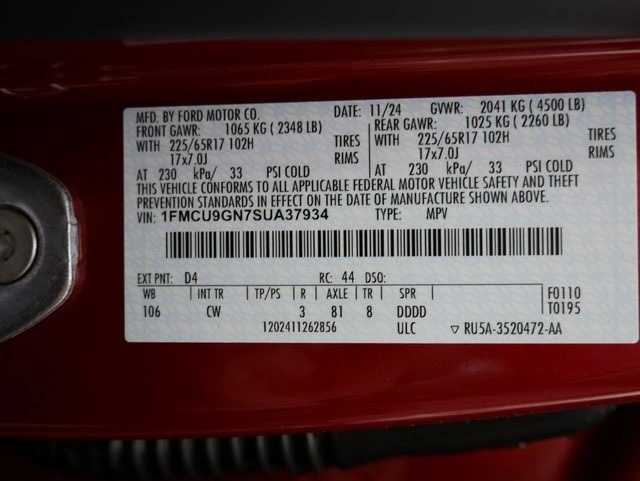 MFD. BY FORD MOTOR CO. DATE: 11/24 GVWR: 2041 KG ( 4500 LB)
FRONT GAWR: 1065 KG ( 2348 LB) REAR GAWR: 1025 KG ( 2260 LB)
WITH 225/65R17 102H TIRES WITH 225/65R17 102H TIRES
17x7.0J RIMS 17x7.0J RIMS
AT 230 kPa/ 33 PSI COLD AT 230 kPa/ 33 PSI COLD
THIS VEHICLE CONFORMS TO ALL APPLICABLE FEDERAL MOTOR VEHICLE SAFETY AND THEFT
PREVENTION STANDARDS IN EFFECT ON THE DATE OF MANUFACTURE SHOWN ABOVE.
VIN: 1FMCU9GN7SUA37934 TYPE: MPV
EXT PNT: D4 RC: 44 DSO:
WB INT TR TP/PS R AXLE TR SPR F0110
106 CW 3 81 8 DDDD T0195
1202411262856 ULC ▽ RU5A-3520472-AA